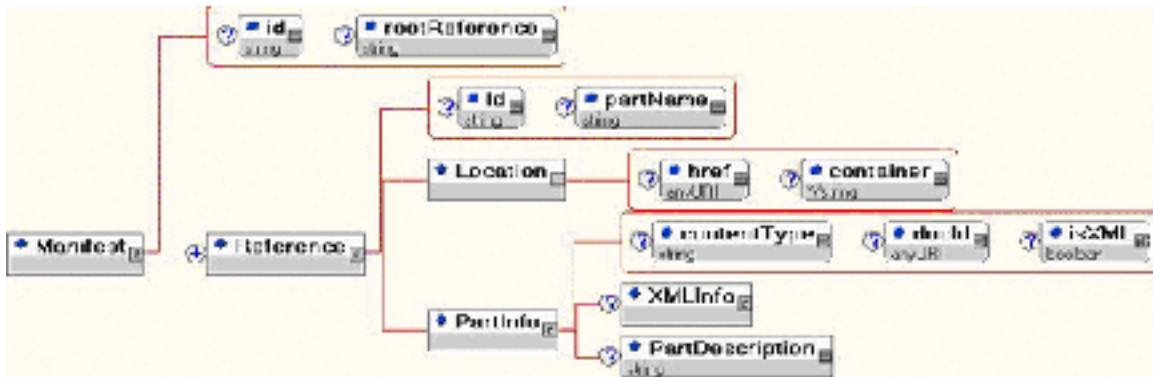 id rootReference
string string
id partName
string string
Location href container
anyURI string
Manifest Reference contentType docId isXML
string anyURI boolean
XMLInfo
PartInfo
PartDescription
string